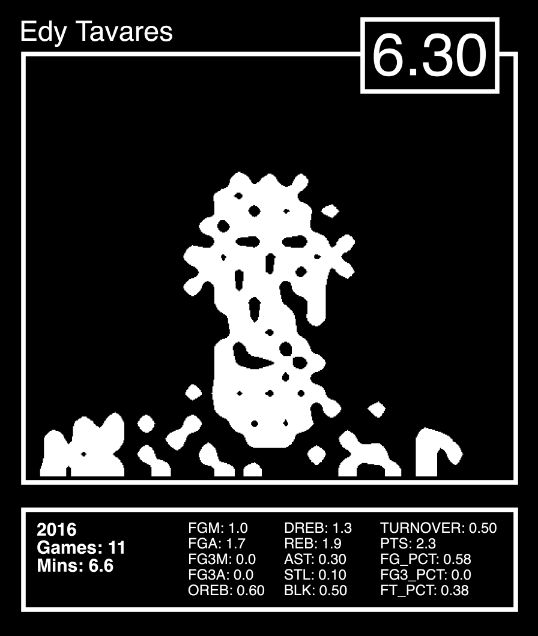 Edy Tavares
6.30
2016
Games: 11
Mins: 6.6
FGM: 1.0
FGA: 1.7
FG3M: 0.0
FG3A: 0.0
OREB: 0.60
DREB: 1.3
REB: 1.9
AST: 0.30
STL: 0.10
BLK: 0.50
TURNOVER: 0.50
PTS: 2.3
FG_PCT: 0.58
FG3_PCT: 0.0
FT_PCT: 0.38